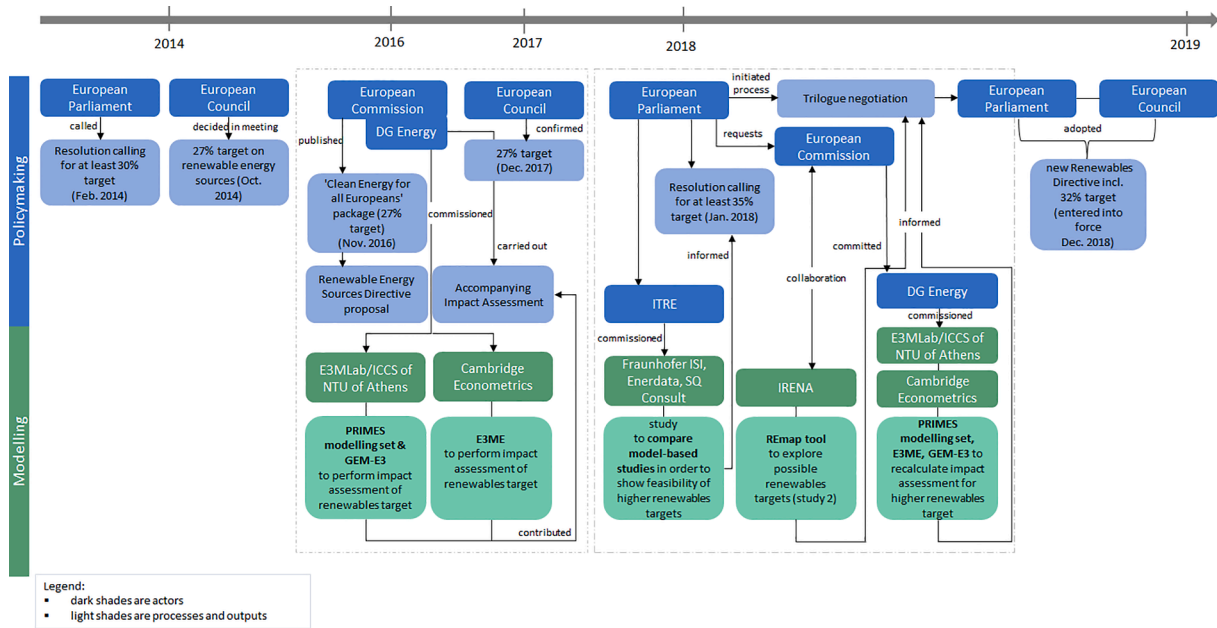 2014
2016
2017
2018
2019
Policymaking
European
Parliament
called
Resolution calling
for at least 30%
target
(Feb. 2014)
European
Council
decided in meeting
27% target on
renewable energy
sources (Oct.
2014)
European
Commission
DG Energy
published
'Clean Energy for
all Europeans'
package (27%
target)
(Nov. 2016)
Renewable Energy
Sources Directive
proposal
commissioned
European
Council
confirmed
27% target
(Dec. 2017)
carried out
Accompanying
Impact Assessment
European
Parliament
initiated
process
Trilogue negotiation
requests
European
Commission
Resolution calling
for at least 35%
target (Jan. 2018)
informed
collaboration
committed
informed
ITRE
commissioned
DG Energy
commissioned
European
Parliament
European
Council
adopted
new Renewables
Directive incl.
32% target
(entered into
force
Dec. 2018)
Modelling
E3MLab/ICCS of
NTU of Athens
Cambridge
Econometrics
PRIMES
modelling set &
GEM-E3
to perform impact
assessment of
renewables target
E3ME
to perform impact
assessment of
renewables target
contributed
Fraunhofer ISI,
Enerdata, SQ
Consult
study
to compare
model-based
studies in order to
show feasibility of
higher renewables
targets
IRENA
REmap tool
to explore
possible
renewables
targets (study 2)
E3MLab/ICCS of
NTU of Athens
Cambridge
Econometrics
PRIMES
modelling set,
E3ME, GEM-E3 to
recalculate impact
assessment for
higher renewables
target
Legend:
▪ dark shades are actors
▪ light shades are processes and outputs